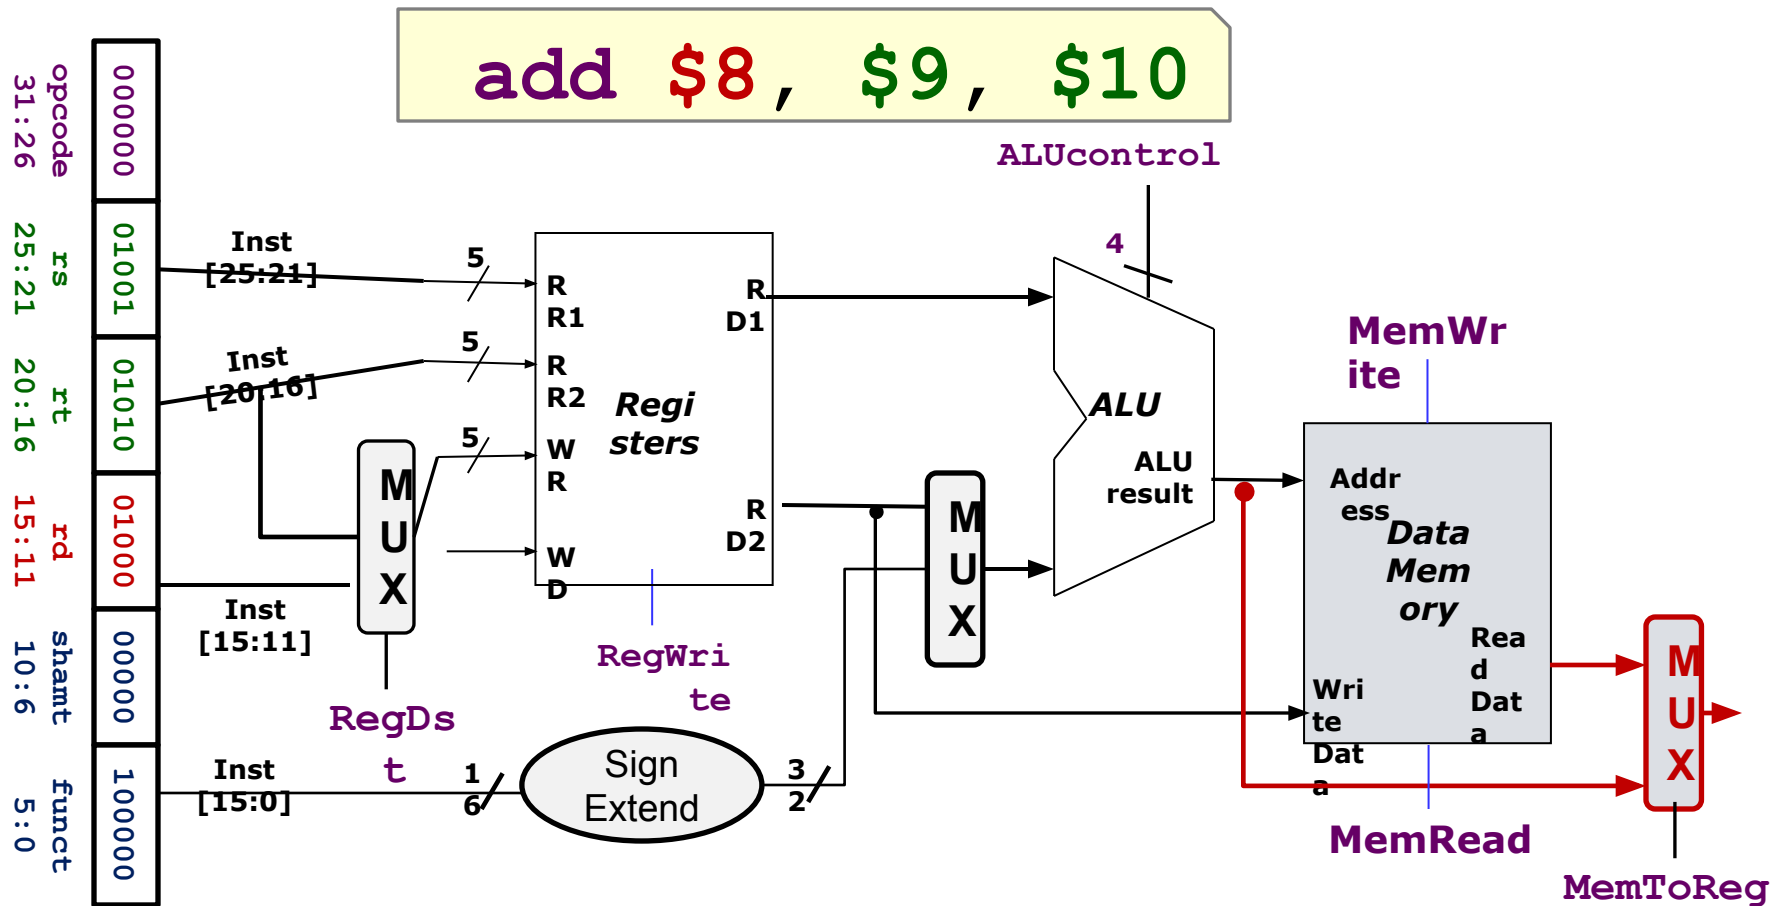 add $8, $9, $10
opcode
31:26
000000
rs
25:21
01001
rt
20:16
01010
rd
15:11
01000
shamt
10:6
00000
funct
5:0
100000
Inst
[25:21]
5
Inst
[20:16]
5
5
Inst
[15:11]
M
U
X
RegDs
t
R
R1
R
R2
W
R
W
D
Regi
sters
R
D1
R
D2
RegWri
te
Inst
[15:0]
1
6
Sign
Extend
3
2
M
U
X
ALUcontrol
4
ALU
ALU
result
MemWr
ite
Addr
ess
Data
Mem
ory
Rea
d
Dat
a
Wri
te
Dat
a
MemRead
M
U
X
MemToReg